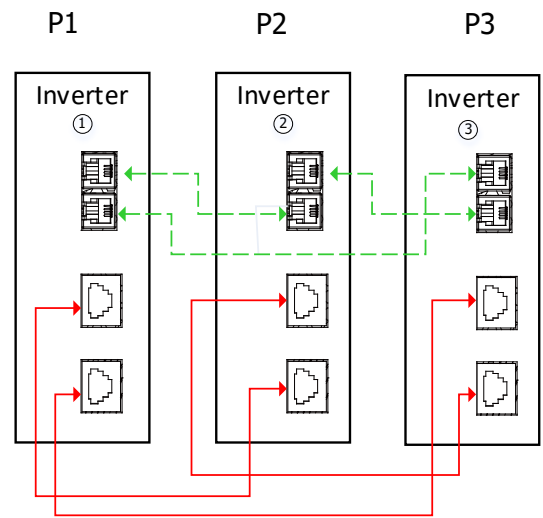 P1 P2 P3
Inverter Inverter Inverter
① ② ③